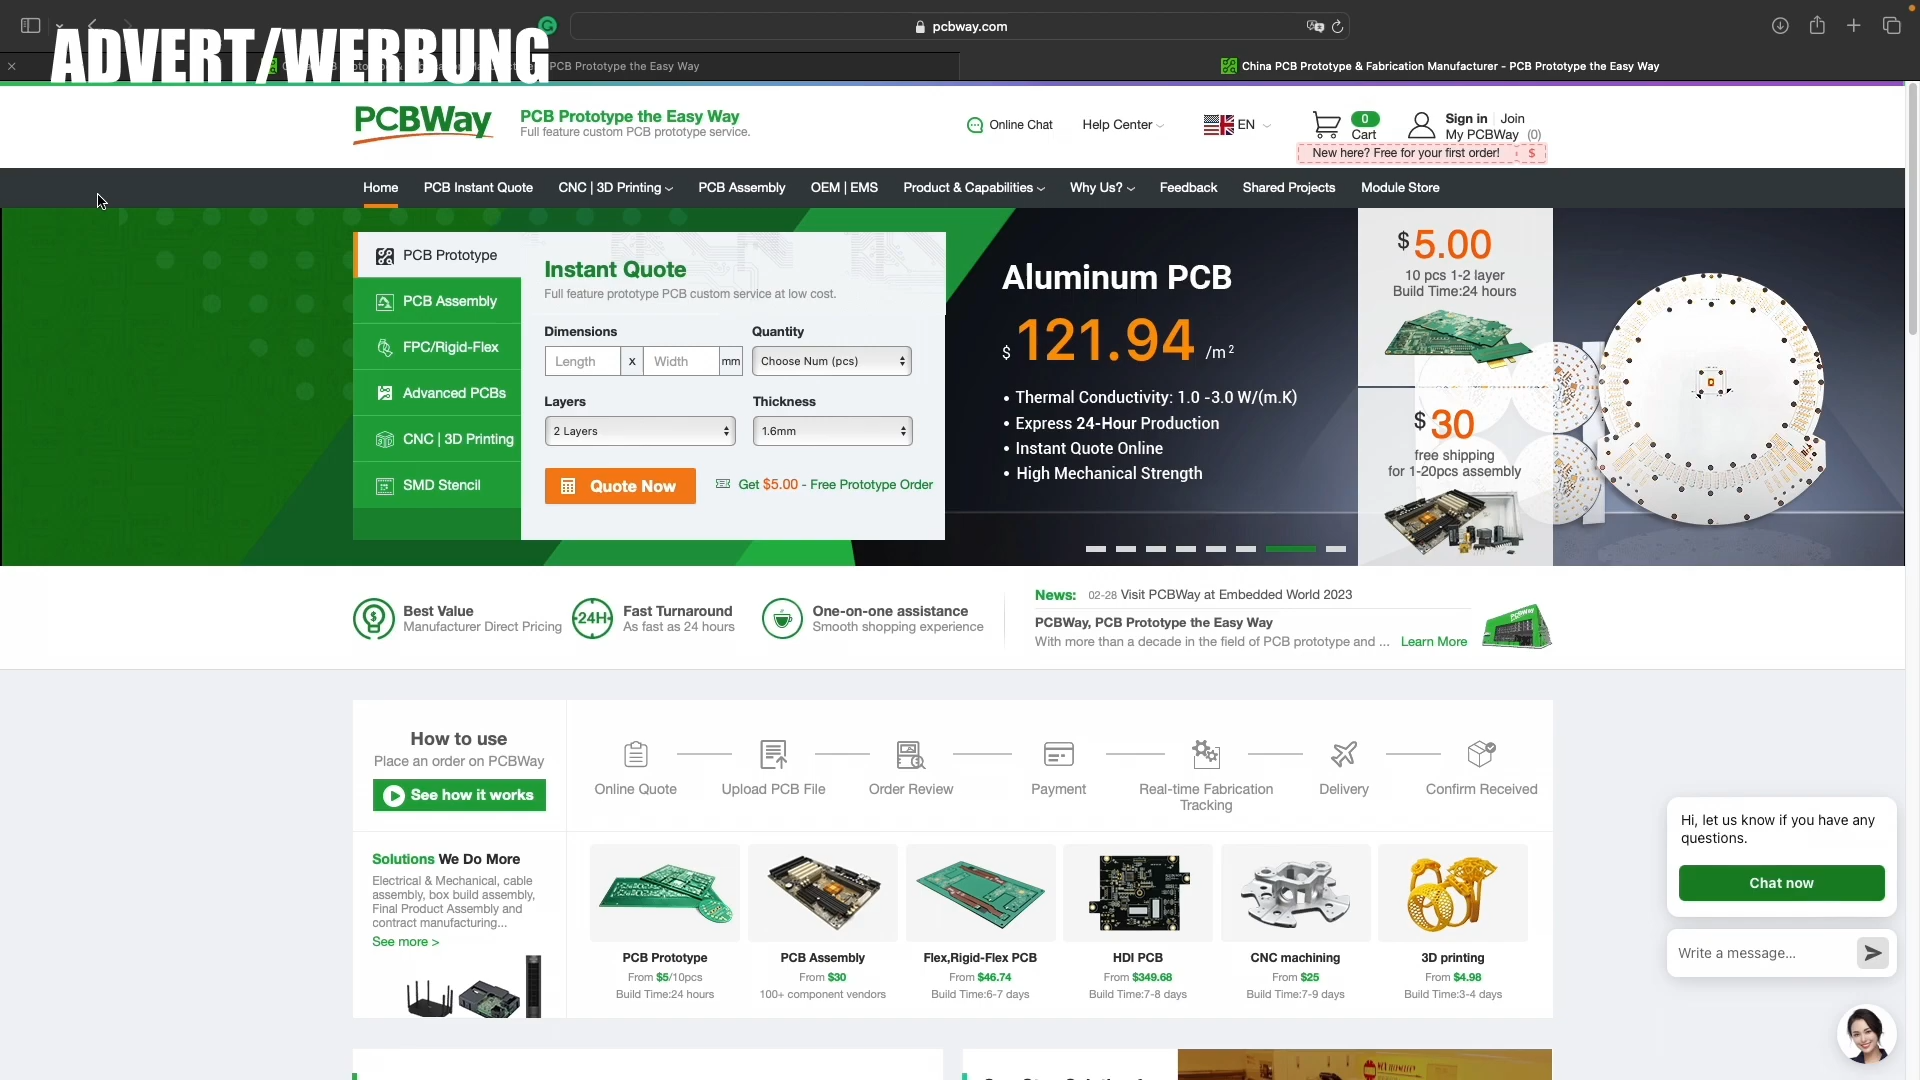 ADVERT/WERBUNG
pcbway.com
PCB Prototype the Easy Way
China PCB Prototype & Fabrication Manufacturer - PCB Prototype the Easy Way
PCBWay
PCB Prototype the Easy Way
Full feature custom PCB prototype service.
Online Chat
Help Center
EN
0
Cart
Sign in
Join
My PCBWay (0)
New here? Free for your first order!
$
Home
PCB Instant Quote
CNC | 3D Printing
PCB Assembly
OEM | EMS
Product & Capabilities
Why Us?
Feedback
Shared Projects
Module Store
PCB Prototype
PCB Assembly
FPC/Rigid-Flex
Advanced PCBs
CNC | 3D Printing
SMD Stencil
Instant Quote
Full feature prototype PCB custom service at low cost.
Dimensions
Quantity
Length
x
Width
mm
Choose Num (pcs)
Layers
Thickness
2 Layers
1.6mm
Quote Now
Get $5.00 - Free Prototype Order
Aluminum PCB
$ 121.94 /m2
• Thermal Conductivity: 1.0 -3.0 W/(m.K)
• Express 24-Hour Production
• Instant Quote Online
• High Mechanical Strength
$ 5.00
10 pcs 1-2 layer
Build Time:24 hours
$ 30
free shipping
for 1-20pcs assembly
Best Value
Manufacturer Direct Pricing
24H
Fast Turnaround
As fast as 24 hours
One-on-one assistance
Smooth shopping experience
News: 02-28 Visit PCBWay at Embedded World 2023
PCBWay, PCB Prototype the Easy Way
With more than a decade in the field of PCB prototype and ... Learn More
How to use
Place an order on PCBWay
See how it works
Online Quote
Upload PCB File
Order Review
Payment
Real-time Fabrication
Tracking
Delivery
Confirm Received
Solutions We Do More
Electrical & Mechanical, cable
assembly, box build assembly,
Final Product Assembly and
contract manufacturing...
See more >
PCB Prototype
From $5/10pcs
Build Time:24 hours
PCB Assembly
From $30
100+ component vendors
Flex,Rigid-Flex PCB
From $46.74
Build Time:6-7 days
HDI PCB
From $349.68
Build Time:7-8 days
CNC machining
From $25
Build Time:7-9 days
3D printing
From $4.98
Build Time:3-4 days
Hi, let us know if you have any
questions.
Chat now
Write a message...